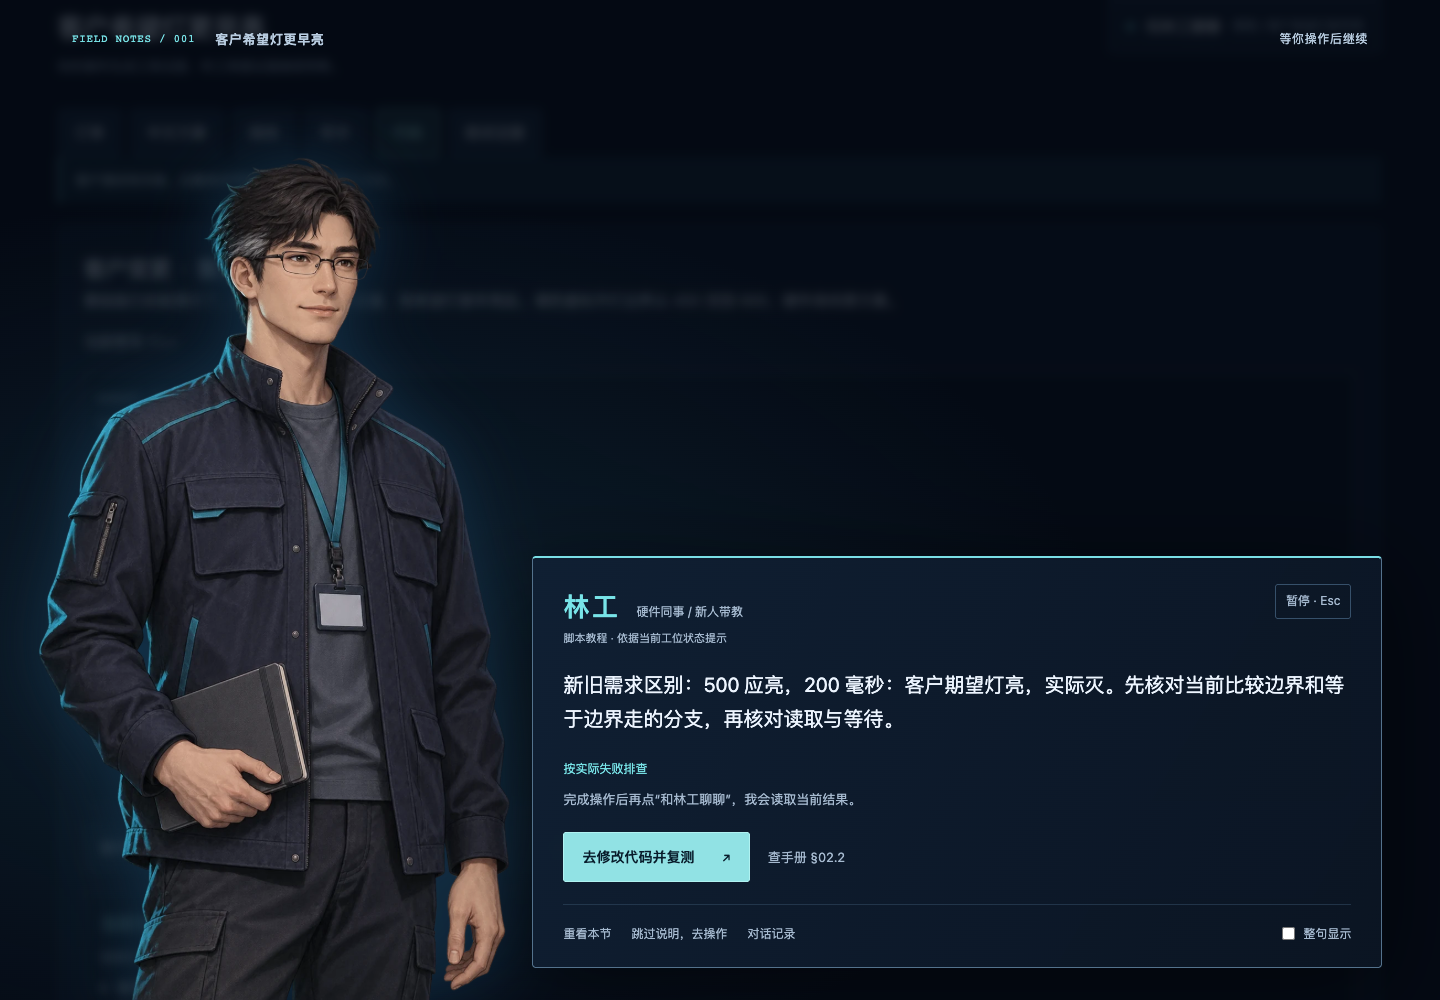 FIELD NOTES / 001 客户希望灯更早亮
等你操作后继续
林工 硬件同事 / 新人带教
暂停 · Esc
脚本教程 · 依据当前工位状态提示
新旧需求区别：500 应亮，200 毫秒：客户期望灯亮，实际灭。先核对当前比较边界和等
于边界走的分支，再核对读取与等待。
按实际失败排查
完成操作后再点“和林工聊聊”，我会读取当前结果。
去修改代码并复测 ↗ 查手册 §02.2
重看本节 跳过说明，去操作 对话记录 整句显示